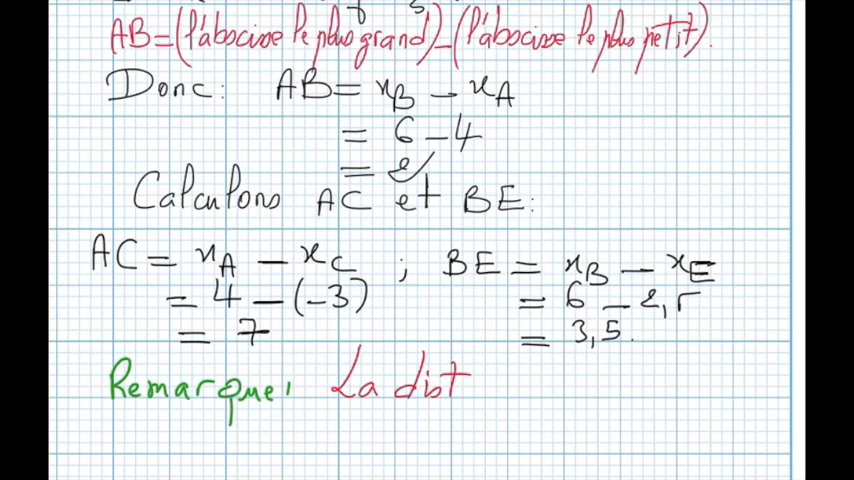 AB=(l'abscisse le plus grand)-(l'abscisse le plus petit).
Donc: AB= xB - xA
= 6-4
= 2
Calculons AC et BE:
AC = xA - xC ; BE = xB - xE
= 4-(-3) = 6 - 2,5
= 7 = 3,5.
Remarque: La dist